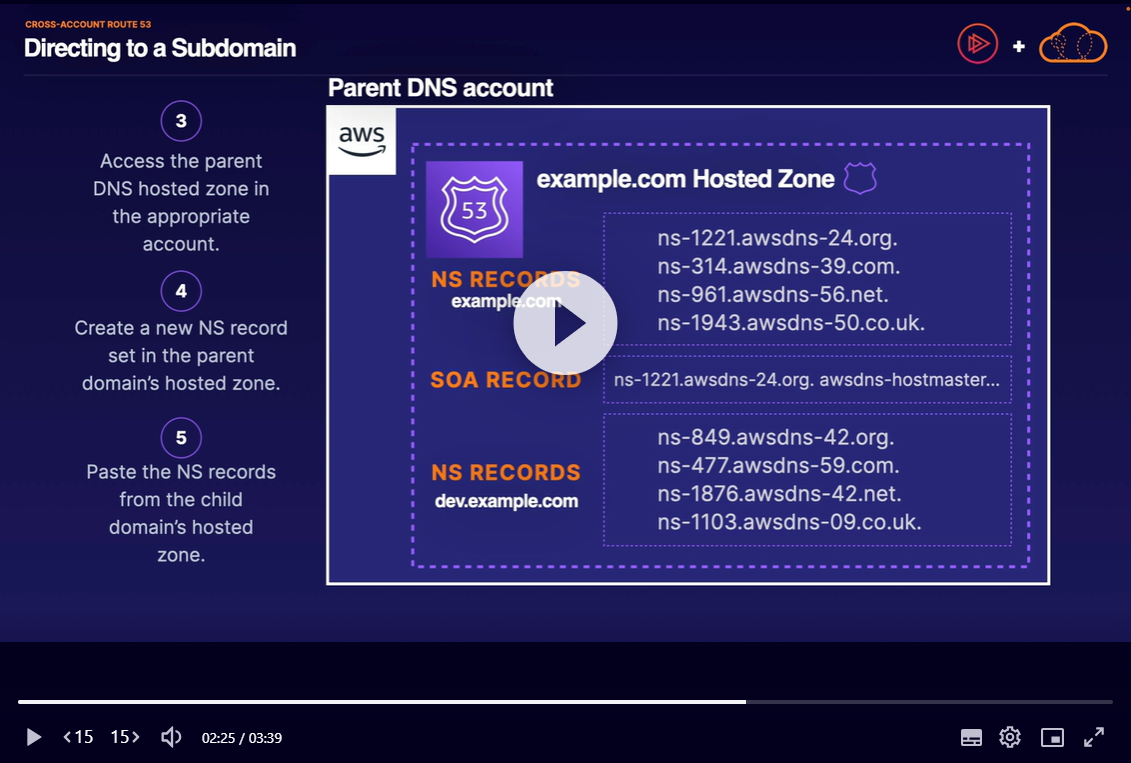 CROSS-ACCOUNT ROUTE 53
Directing to a Subdomain
+
3
Access the parent
DNS hosted zone in
the appropriate
account.
4
Create a new NS record
set in the parent
domain's hosted zone.
5
Paste the NS records
from the child
domain's hosted
zone.
Parent DNS account
aws
53
example.com Hosted Zone
NS RECORDS
example.com
ns-1221.awsdns-24.org.
ns-314.awsdns-39.com.
ns-961.awsdns-56.net.
ns-1943.awsdns-50.co.uk.
SOA RECORD
ns-1221.awsdns-24.org. awsdns-hostmaster...
NS RECORDS
dev.example.com
ns-849.awsdns-42.org.
ns-477.awsdns-59.com.
ns-1876.awsdns-42.net.
ns-1103.awsdns-09.co.uk.
<15 15> 02:25 / 03:39